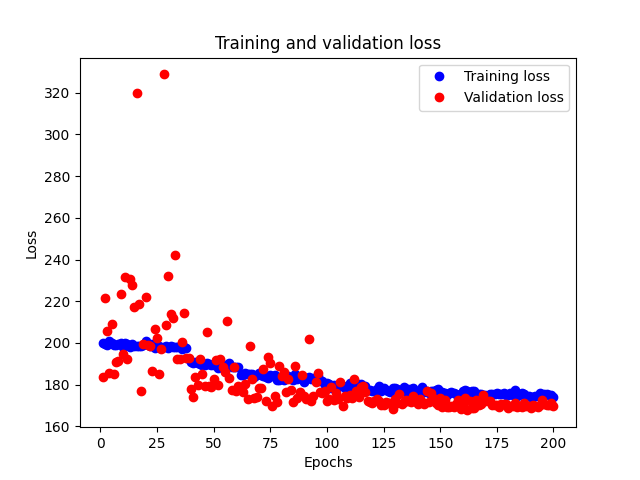 Training and validation loss
Training loss
Validation loss
320
300
280
260
240
220
200
180
160
Loss
0 25 50 75 100 125 150 175 200
Epochs